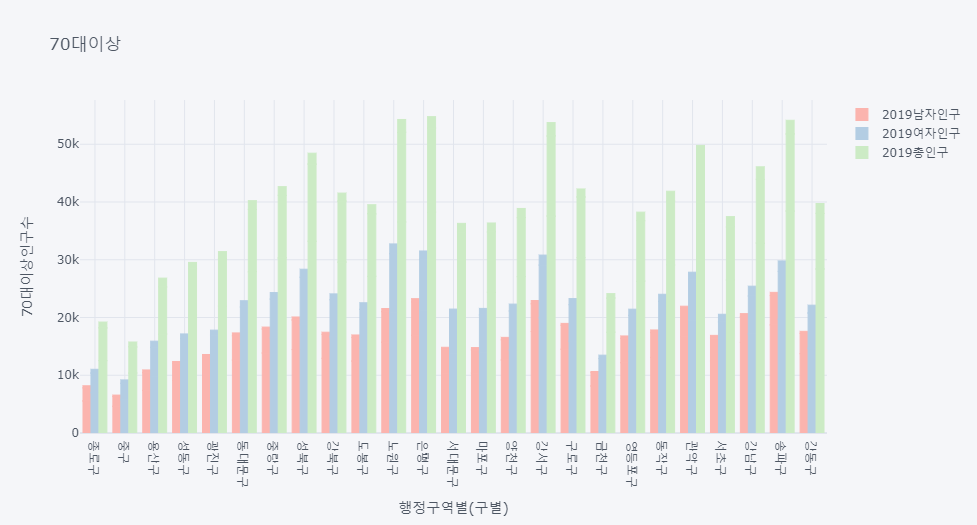 70대이상
2019남자인구
2019여자인구
2019총인구
70대이상인구수
50k
40k
30k
20k
10k
0
종로구
중구
용산구
성동구
광진구
동대문구
중랑구
성북구
강북구
도봉구
노원구
은평구
서대문구
마포구
양천구
강서구
구로구
금천구
영등포구
동작구
관악구
서초구
강남구
송파구
강동구
행정구역별(구별)